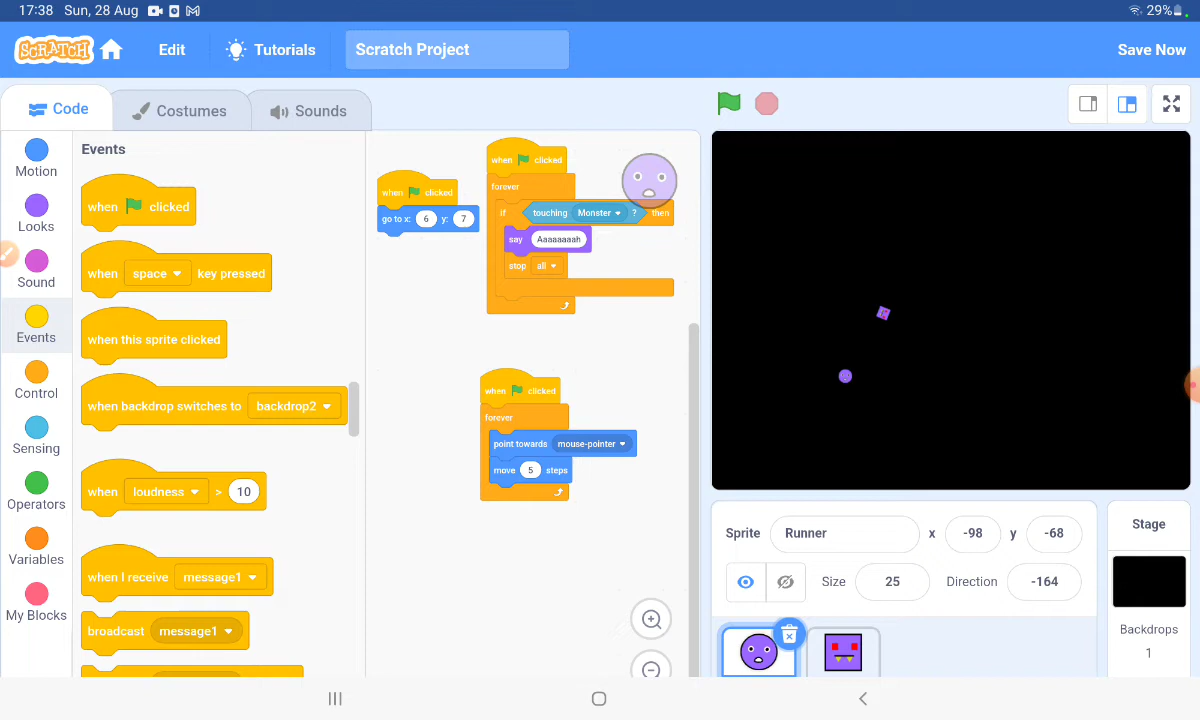 17:38 Sun, 28 Aug
29%
SCRATCH
Edit
Tutorials
Scratch Project
Save Now
Code
Costumes
Sounds
Motion
Looks
Sound
Events
Control
Sensing
Operators
Variables
My Blocks
Events
when clicked
when space key pressed
when this sprite clicked
when backdrop switches to backdrop2
when loudness > 10
when I receive message1
broadcast message1
when clicked
go to x: 6 y: 7
when clicked
forever
if touching Monster ? then
say Aaaaaaaah
stop all
when clicked
forever
point towards mouse-pointer
move 5 steps
Sprite Runner x -98 y -68
Size 25 Direction -164
Stage
Backdrops
1